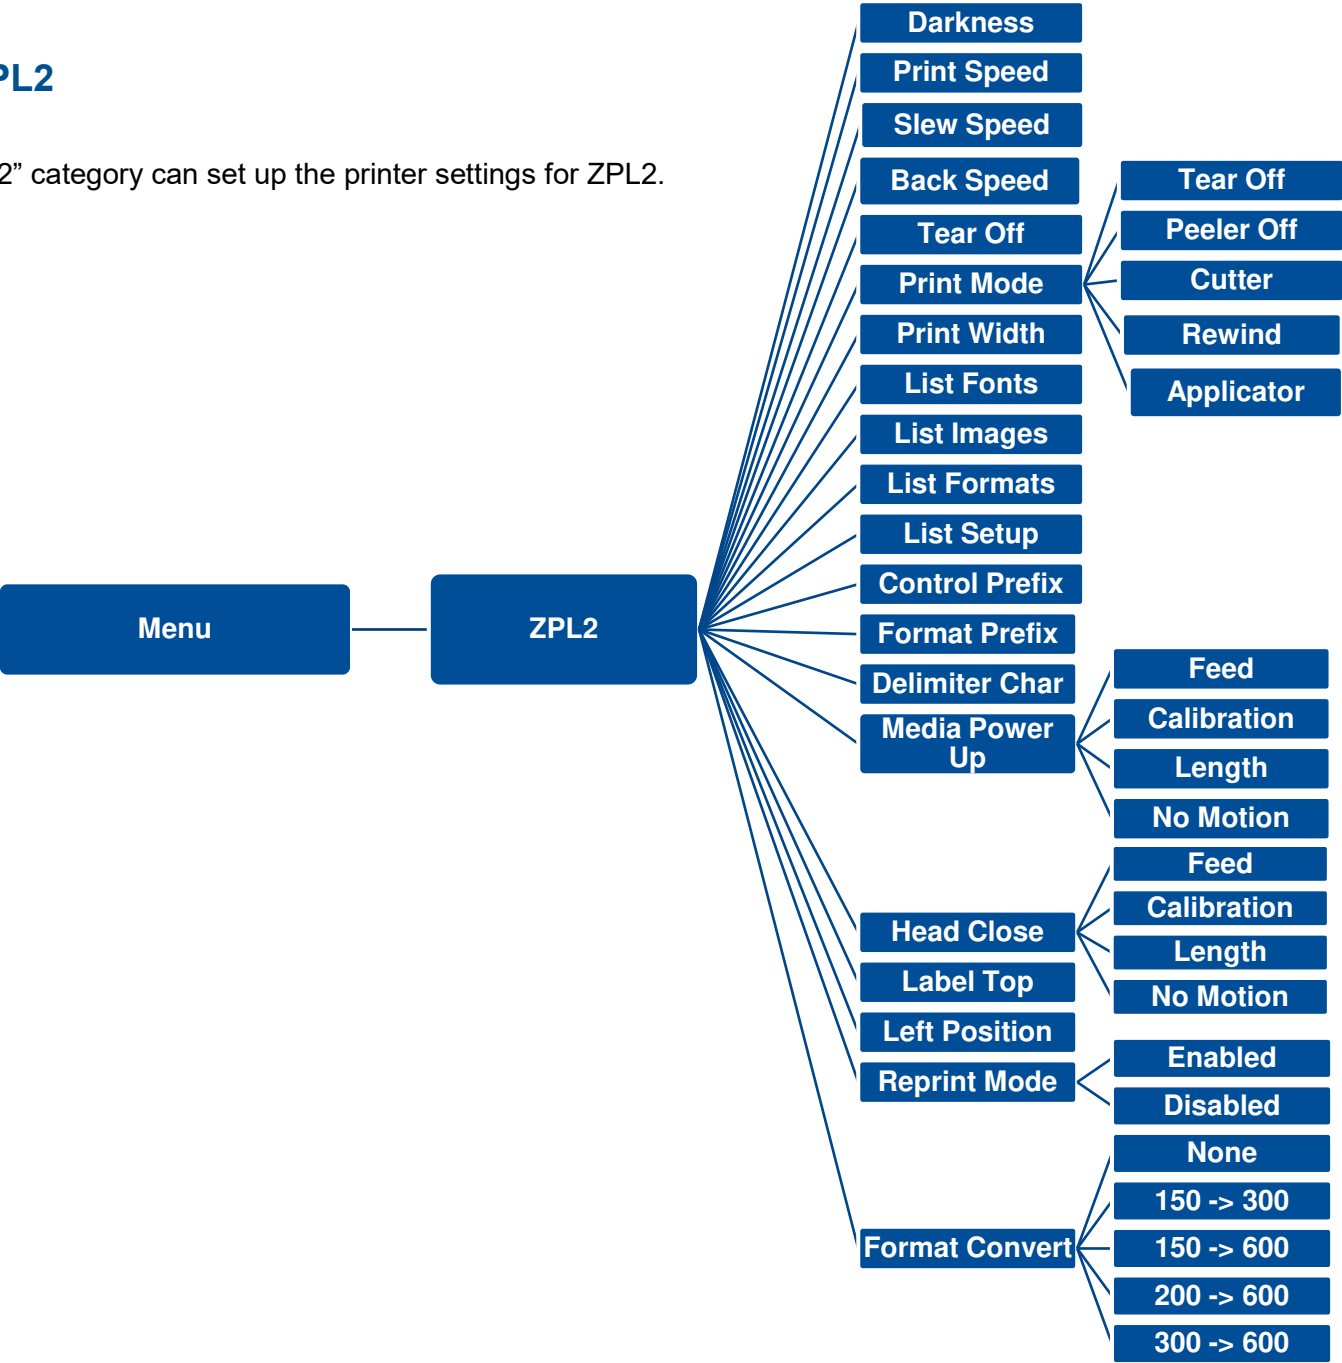 PL2
2” category can set up the printer settings for ZPL2.
Menu
ZPL2
Darkness
Print Speed
Slew Speed
Back Speed
Tear Off
Print Mode
Tear Off
Peeler Off
Cutter
Rewind
Applicator
Print Width
List Fonts
List Images
List Formats
List Setup
Control Prefix
Format Prefix
Delimiter Char
Media Power
Up
Feed
Calibration
Length
No Motion
Head Close
Feed
Calibration
Length
No Motion
Label Top
Left Position
Reprint Mode
Enabled
Disabled
Format Convert
None
150 -> 300
150 -> 600
200 -> 600
300 -> 600